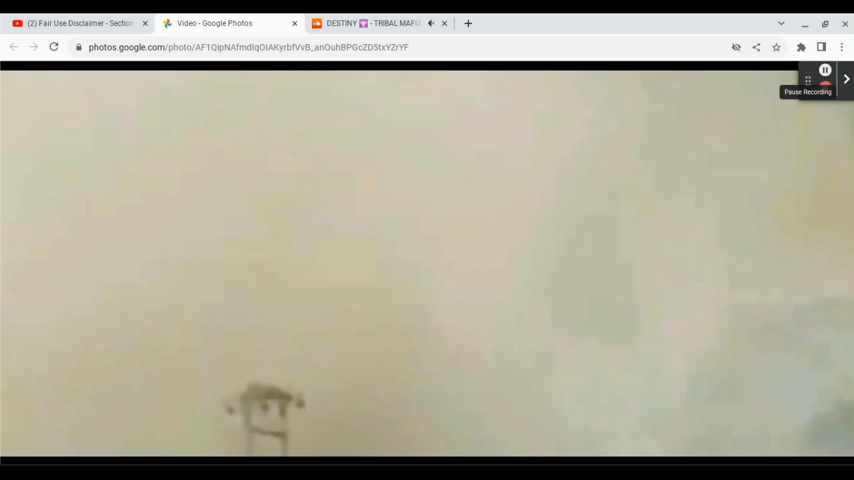 (2) Fair Use Disclaimer - Section
Video - Google Photos
DESTINY - TRIBAL MAFIA
photos.google.com/photo/AF1QipNAfmdIqOIAKyrbfVvB_anOuhBPGcZD5txYZrYF
Pause Recording